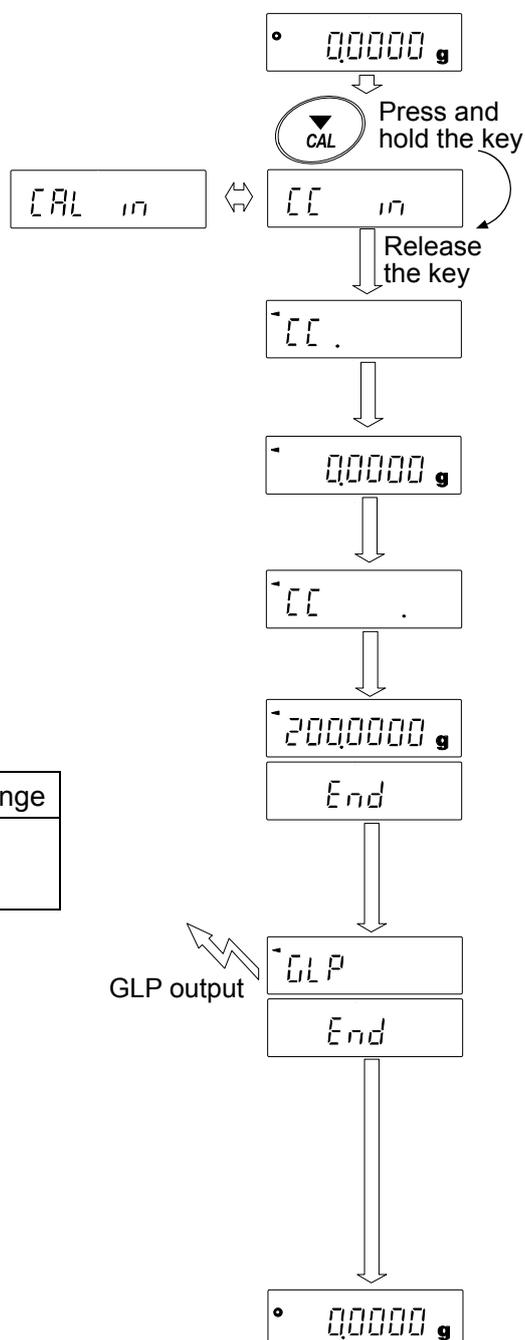 0.0000 g
Press and
hold the key
CAL
CAL in
CC in
Release
the key
CC .
0.0000 g
CC .
200.0000 g
nge
End
GLP
GLP output
End
0.0000 g